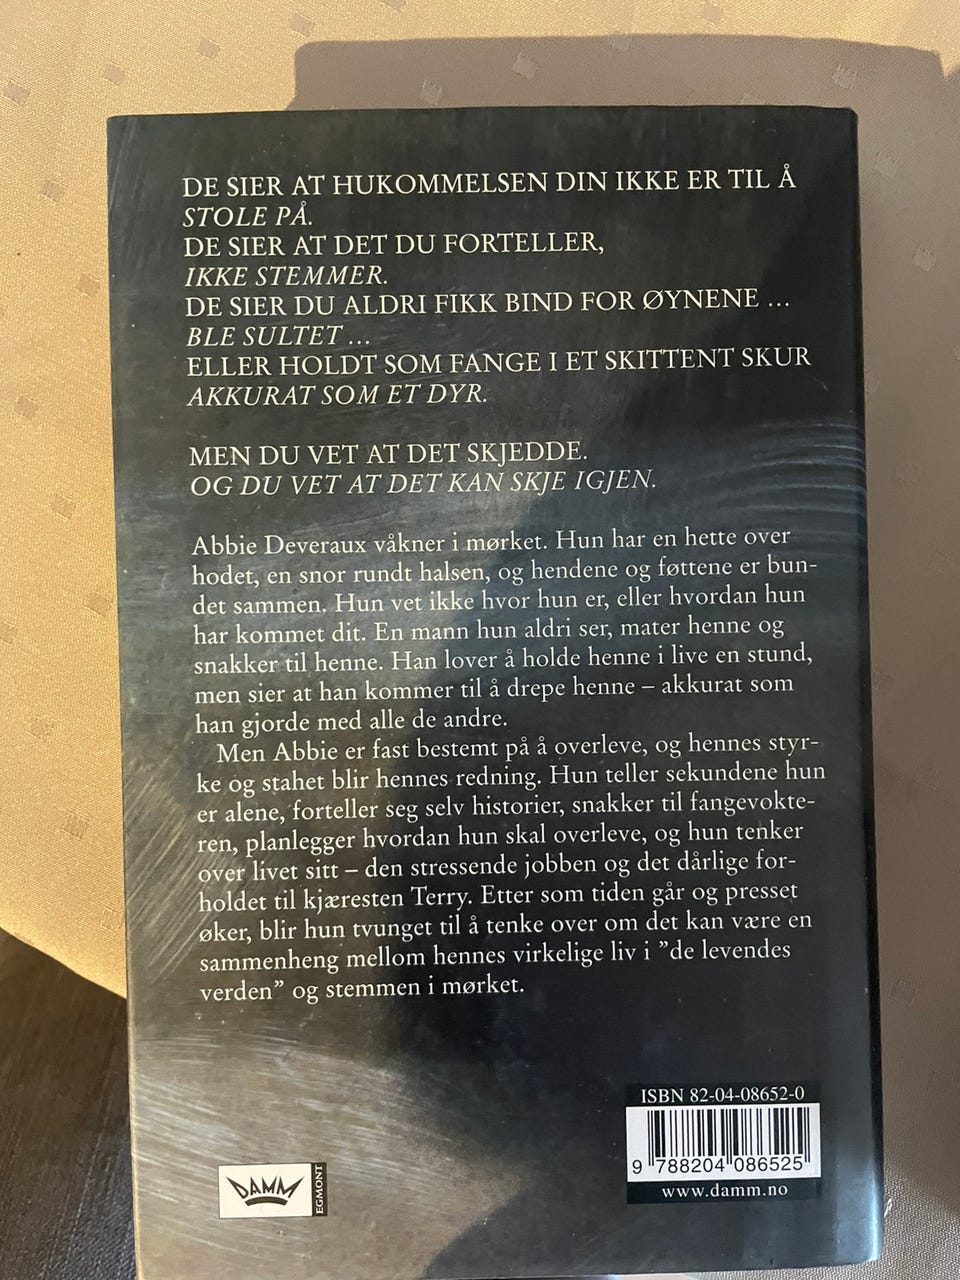 DE SIER AT HUKOMMELSEN DIN IKKE ER TIL Å
STOLE PÅ.
DE SIER AT DET DU FORTELLER,
IKKE STEMMER.
DE SIER DU ALDRI FIKK BIND FOR ØYNENE ...
BLE SULTET ...
ELLER HOLDT SOM FANGE I ET SKITTENT SKUR
AKKURAT SOM ET DYR.
MEN DU VET AT DET SKJEDDE.
OG DU VET AT DET KAN SKJE IGJEN.
Abbie Deveraux våkner i mørket. Hun har en hette over
hodet, en snor rundt halsen, og hendene og føttene er bun-
det sammen. Hun vet ikke hvor hun er, eller hvordan hun
har kommet dit. En mann hun aldri ser, mater henne og
snakker til henne. Han lover å holde henne i live en stund,
men sier at han kommer til å drepe henne – akkurat som
han gjorde med alle de andre.
Men Abbie er fast bestemt på å overleve, og hennes styr-
ke og stahet blir hennes redning. Hun teller sekundene hun
er alene, forteller seg selv historier, snakker til fangevokte-
ren, planlegger hvordan hun skal overleve, og hun tenker
over livet sitt – den stressende jobben og det dårlige for-
holdet til kjæresten Terry. Etter som tiden går og presset
øker, blir hun tvunget til å tenke over om det kan være en
sammenheng mellom hennes virkelige liv i ”de levendes
verden” og stemmen i mørket.
ISBN 82-04-08652-0
9 788204 086525
www.damm.no
DAMM
EGMONT